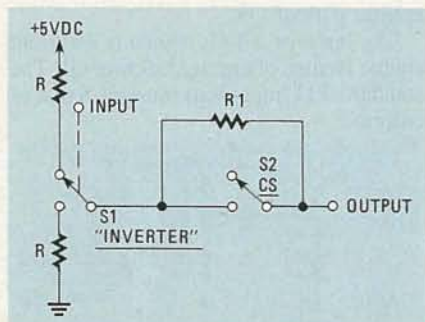 +5VDC
R
INPUT
R1
S2
CS
OUTPUT
S1
"INVERTER"
R